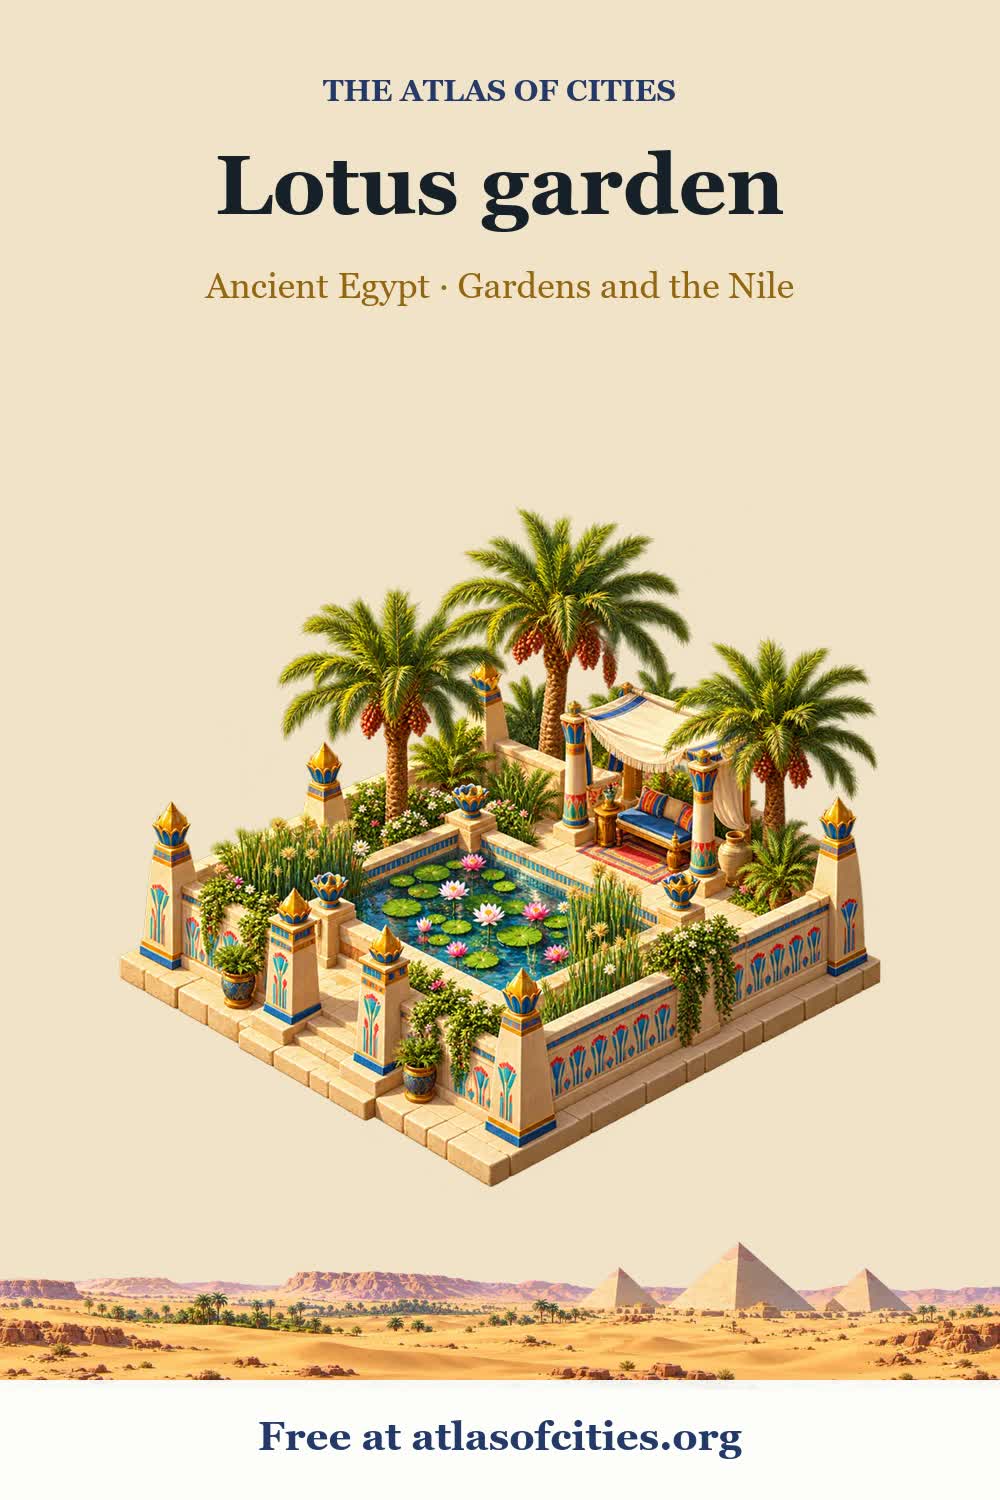 THE ATLAS OF CITIES
Lotus garden
Ancient Egypt · Gardens and the Nile
Free at atlasofcities.org